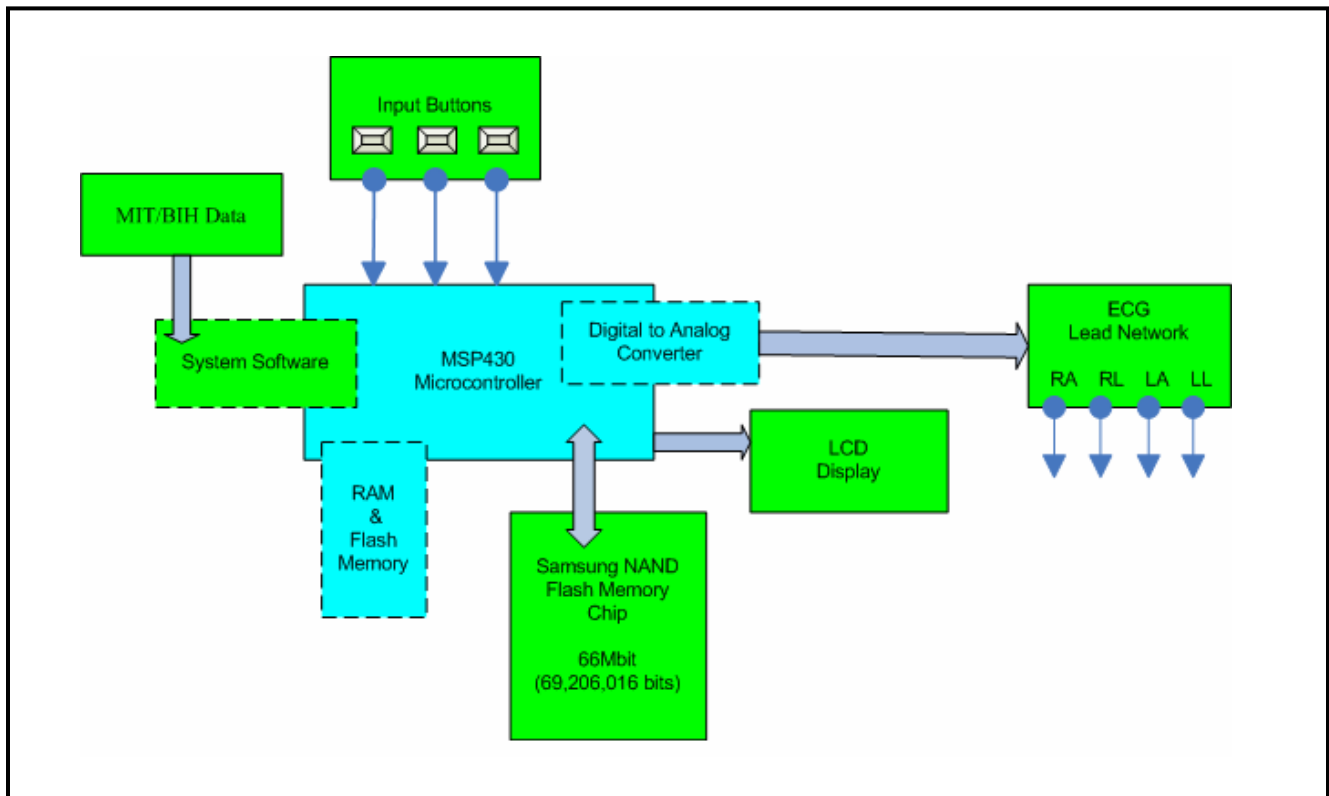 Input Buttons
MIT/BIH Data
System Software
MSP430
Microcontroller
Digital to Analog
Converter
ECG
Lead Network
RA RL LA LL
LCD
Display
RAM
&
Flash
Memory
Samsung NAND
Flash Memory
Chip
66Mbit
(69,206,016 bits)